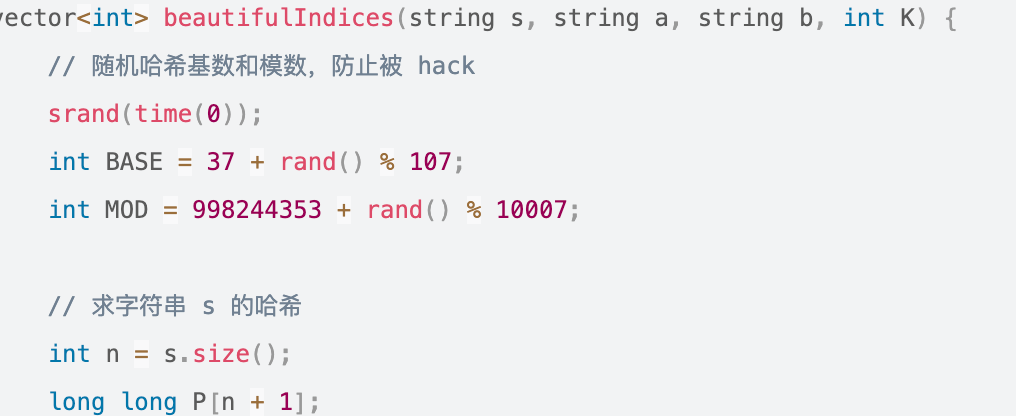 vector<int> beautifulIndices(string s, string a, string b, int K) {
// 随机哈希基数和模数，防止被 hack
srand(time(0));
int BASE = 37 + rand() % 107;
int MOD = 998244353 + rand() % 10007;
// 求字符串 s 的哈希
int n = s.size();
long long P[n + 1];